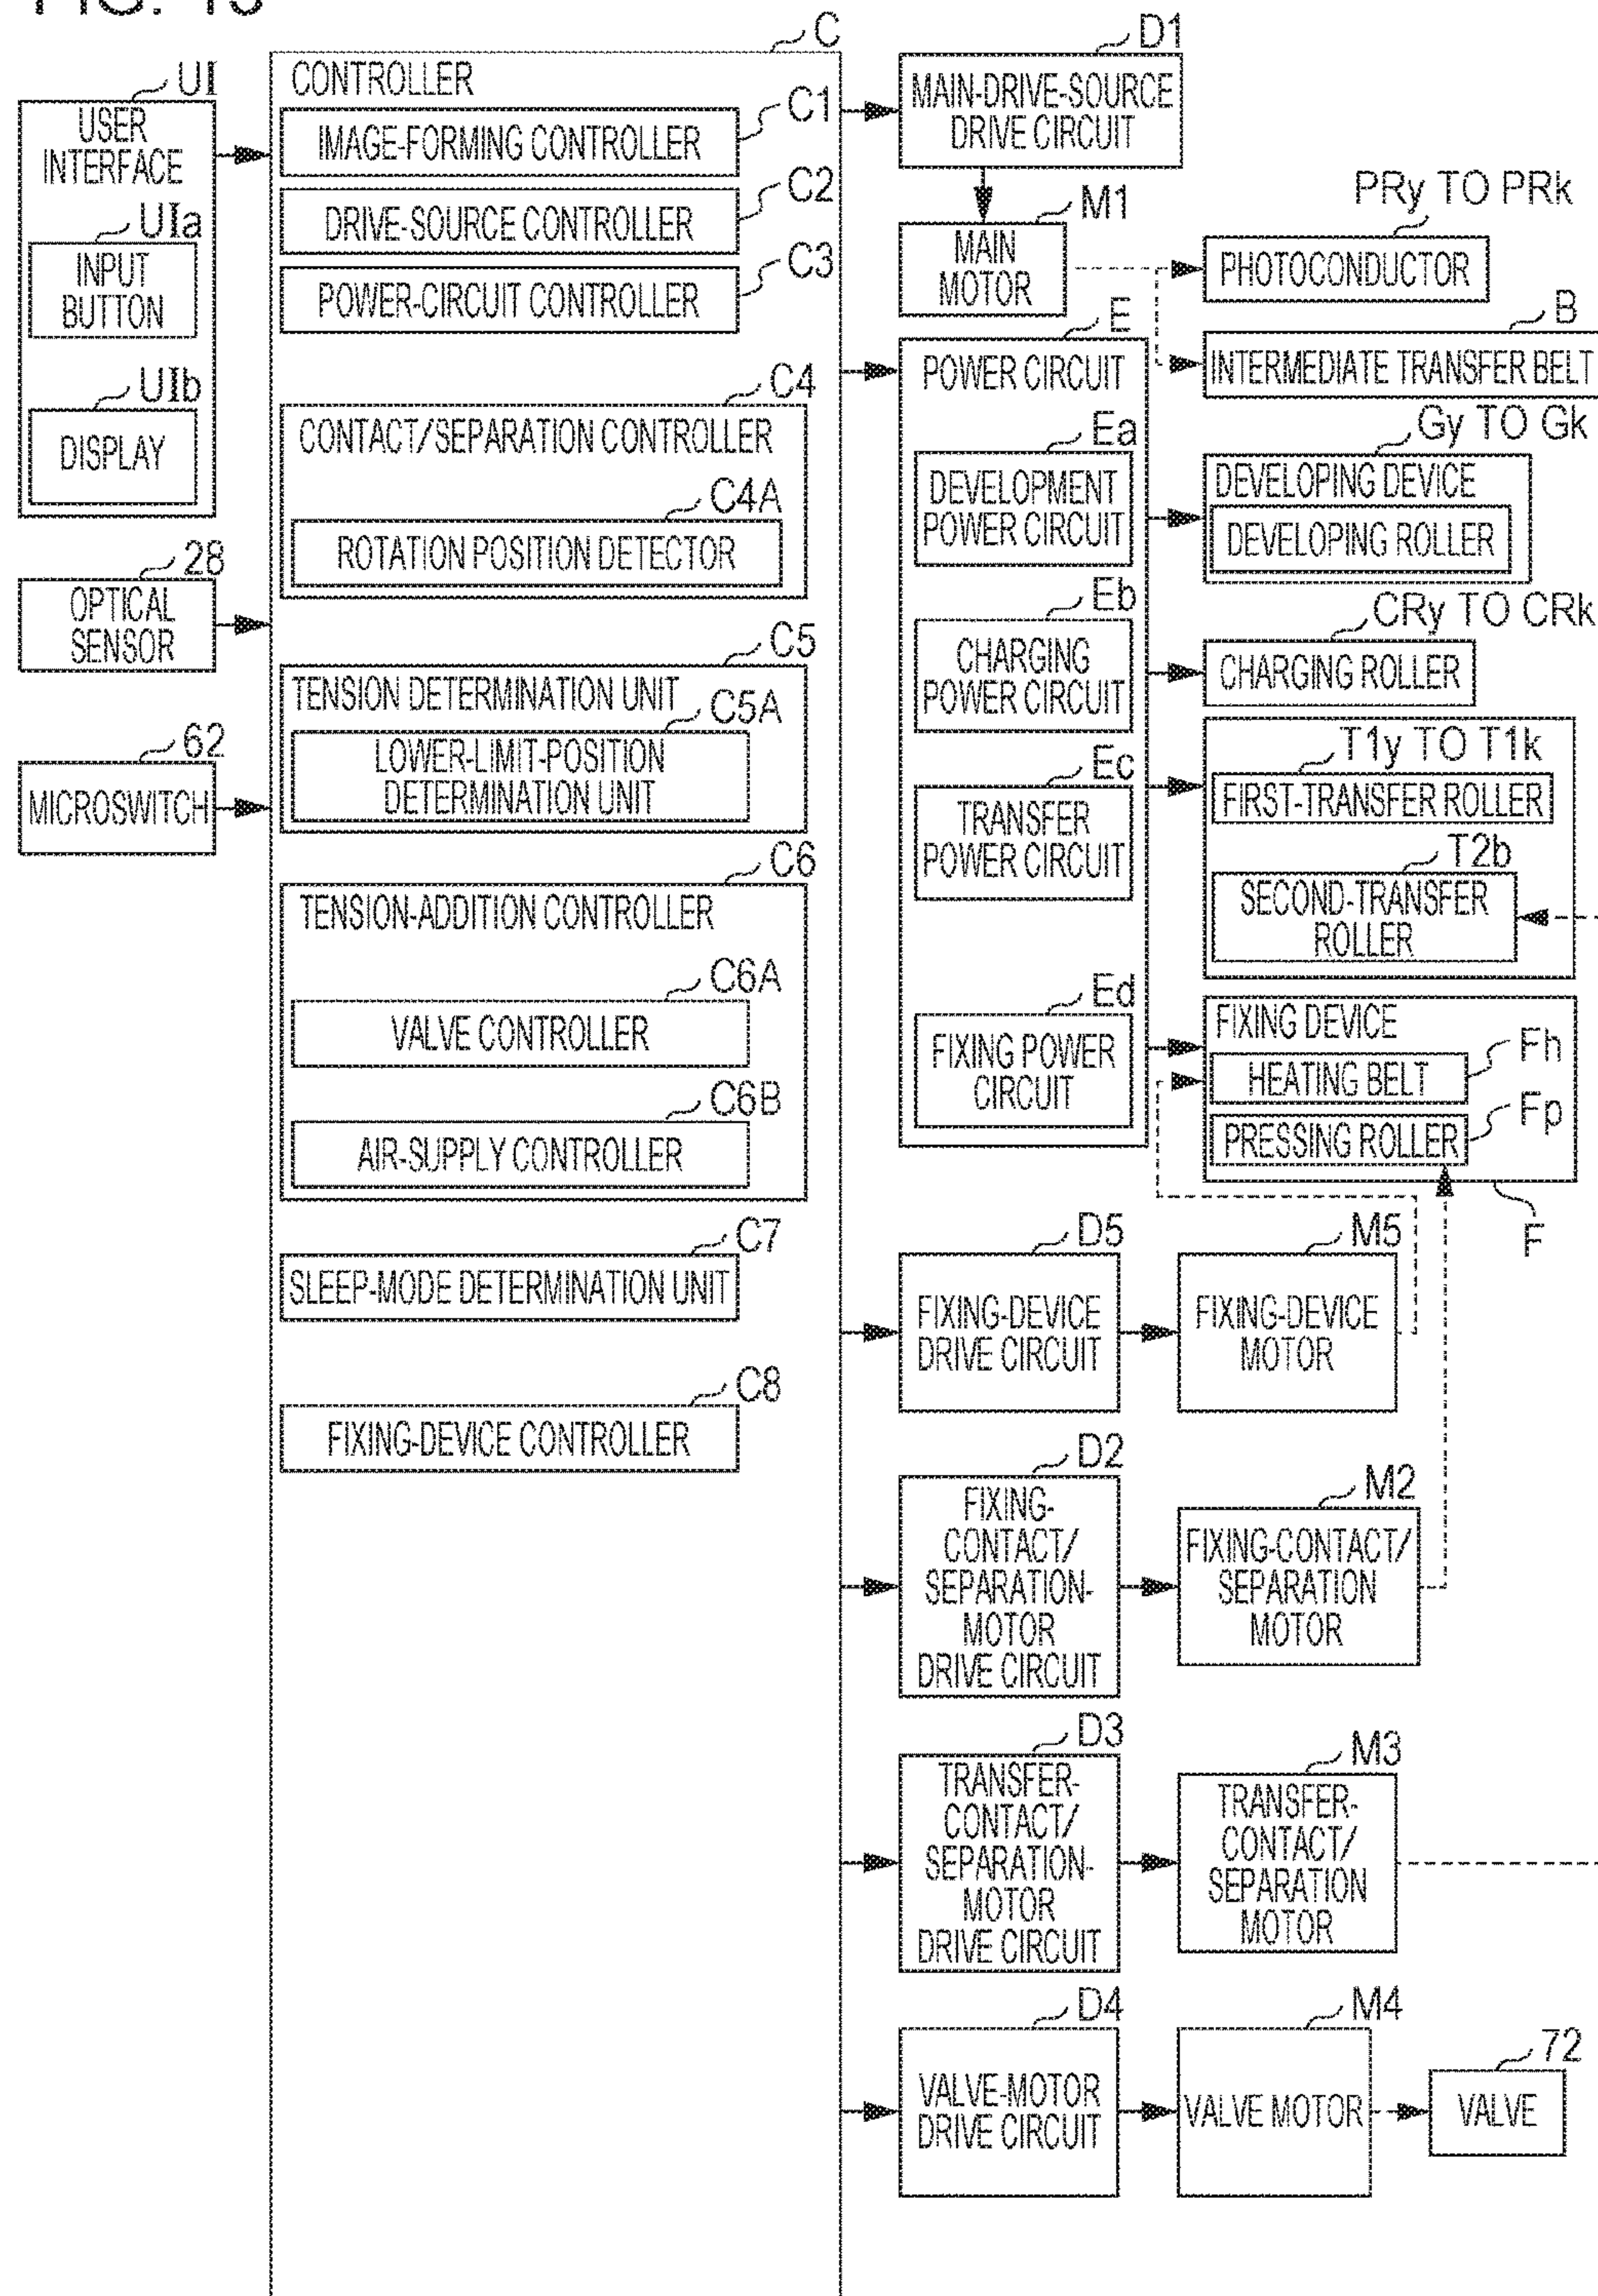 UI
USER
INTERFACE
UIa
INPUT
BUTTON
UIb
DISPLAY
28
OPTICAL
SENSOR
62
MICROSWITCH
C
CONTROLLER
C1
IMAGE-FORMING CONTROLLER
C2
DRIVE-SOURCE CONTROLLER
C3
POWER-CIRCUIT CONTROLLER
C4
CONTACT/SEPARATION CONTROLLER
C4A
ROTATION POSITION DETECTOR
C5
TENSION DETERMINATION UNIT
C5A
LOWER-LIMIT-POSITION
DETERMINATION UNIT
C6
TENSION-ADDITION CONTROLLER
C6A
VALVE CONTROLLER
C6B
AIR-SUPPLY CONTROLLER
C7
SLEEP-MODE DETERMINATION UNIT
C8
FIXING-DEVICE CONTROLLER
D1
MAIN-DRIVE-SOURCE
DRIVE CIRCUIT
M1
MAIN
MOTOR
PRy TO PRk
PHOTOCONDUCTOR
B
INTERMEDIATE TRANSFER BELT
E
POWER CIRCUIT
Ea
DEVELOPMENT
POWER CIRCUIT
Gy TO Gk
DEVELOPING DEVICE
DEVELOPING ROLLER
Eb
CHARGING
POWER CIRCUIT
CRy TO CRk
CHARGING ROLLER
Ec
TRANSFER
POWER CIRCUIT
T1y TO T1k
FIRST-TRANSFER ROLLER
T2b
SECOND-TRANSFER
ROLLER
Ed
FIXING POWER
CIRCUIT
FIXING DEVICE
Fh
HEATING BELT
Fp
PRESSING ROLLER
F
D5
FIXING-DEVICE
DRIVE CIRCUIT
M5
FIXING-DEVICE
MOTOR
D2
FIXING-
CONTACT/
SEPARATION-
MOTOR
DRIVE CIRCUIT
M2
FIXING-CONTACT/
SEPARATION
MOTOR
D3
TRANSFER-
CONTACT/
SEPARATION-
MOTOR
DRIVE CIRCUIT
M3
TRANSFER-
CONTACT/
SEPARATION
MOTOR
D4
VALVE-MOTOR
DRIVE CIRCUIT
M4
VALVE MOTOR
72
VALVE